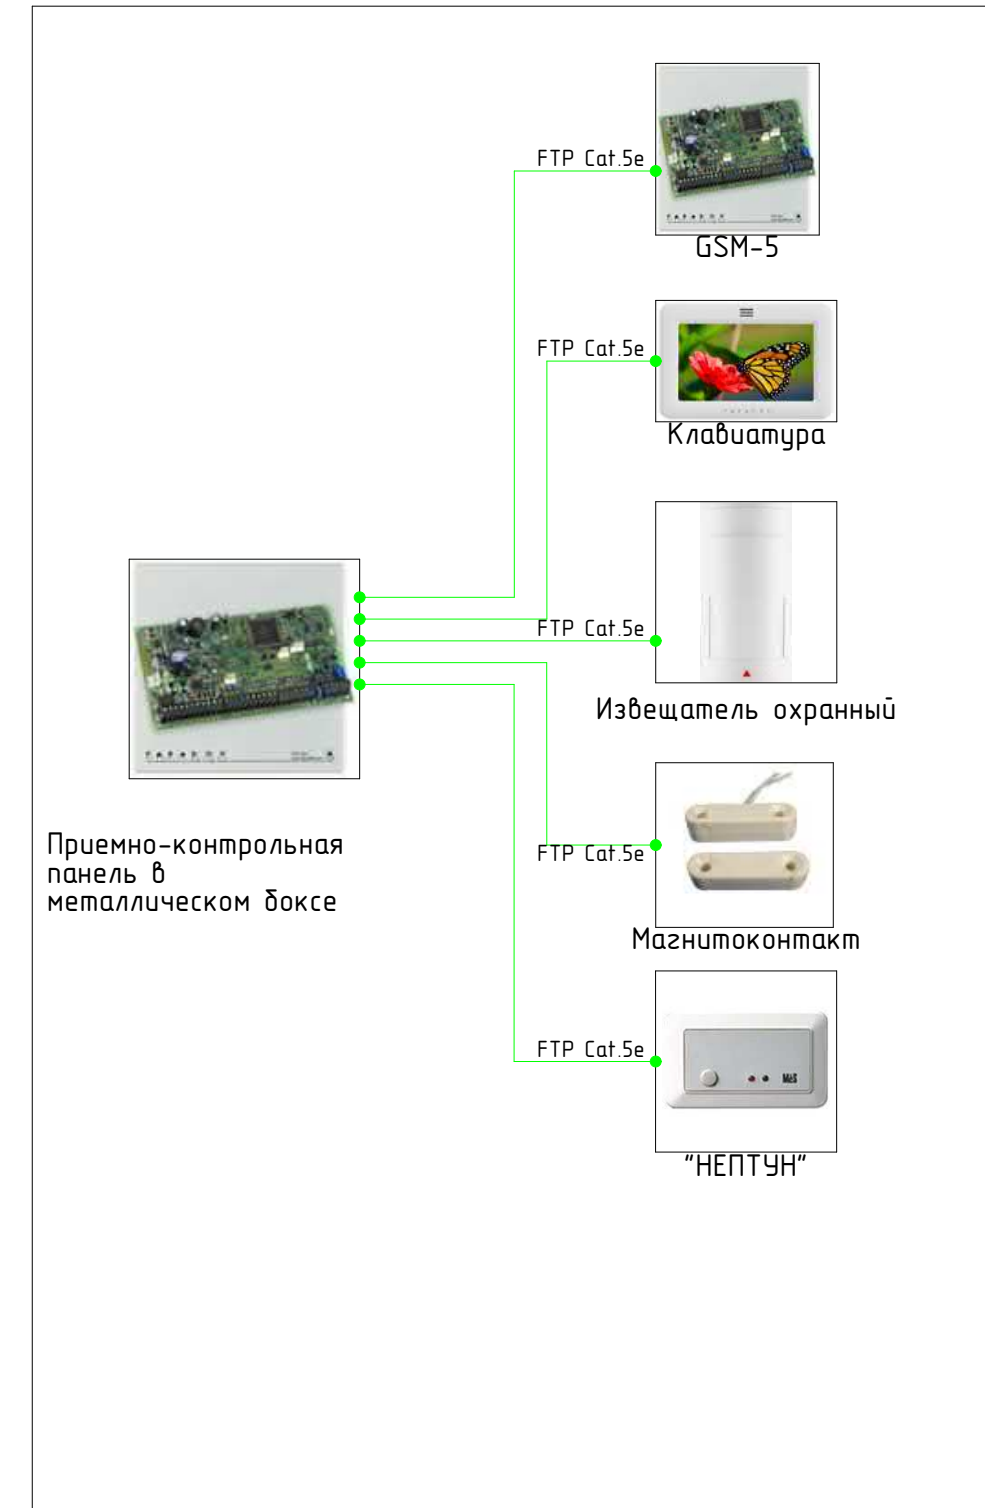 FTP Cat.5e
GSM-5
FTP Cat.5e
Клавиатура
FTP Cat.5e
Извещатель охранный
Приемно-контрольная
панель в
металлическом боксе
FTP Cat.5e
Магнитоконтакт
FTP Cat.5e
"НЕПТУН"